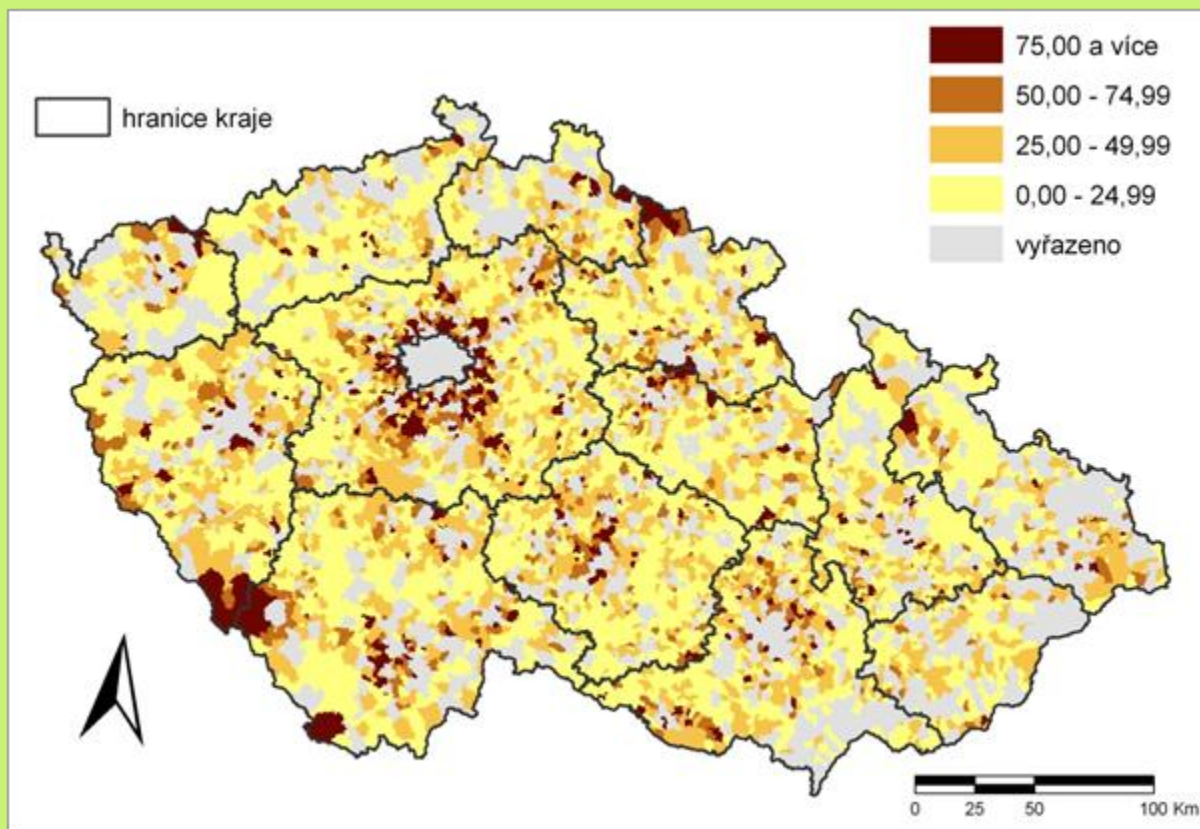 hranice kraje
75,00 a více
50,00 - 74,99
25,00 - 49,99
0,00 - 24,99
vyřazeno
0 25 50 100 Km